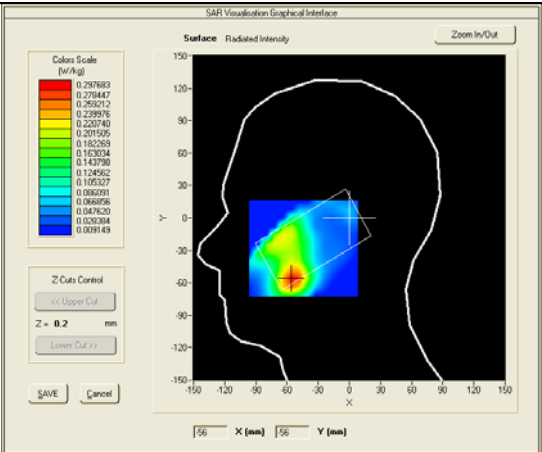 SAR Visualisation Graphical Interface
Surface Radiated Intensity
Zoom In/Out
Colors Scale
(W/kg)
0.297683
0.278447
0.259212
0.239976
0.220740
0.201505
0.182269
0.163034
0.143798
0.124562
0.105327
0.086091
0.066856
0.047620
0.028384
0.009149
Z-Cuts Control
<< Upper Cut
Z = 0.2 mm
Lower Cut >>
SAVE Cancel
150-
120-
90-
60-
30-
0-
-30-
-60-
-90-
-120-
-150-
Y
-150 -120 -90 -60 -30 0 30 60 90 120 150
X
-56 X (mm) -56 Y (mm)